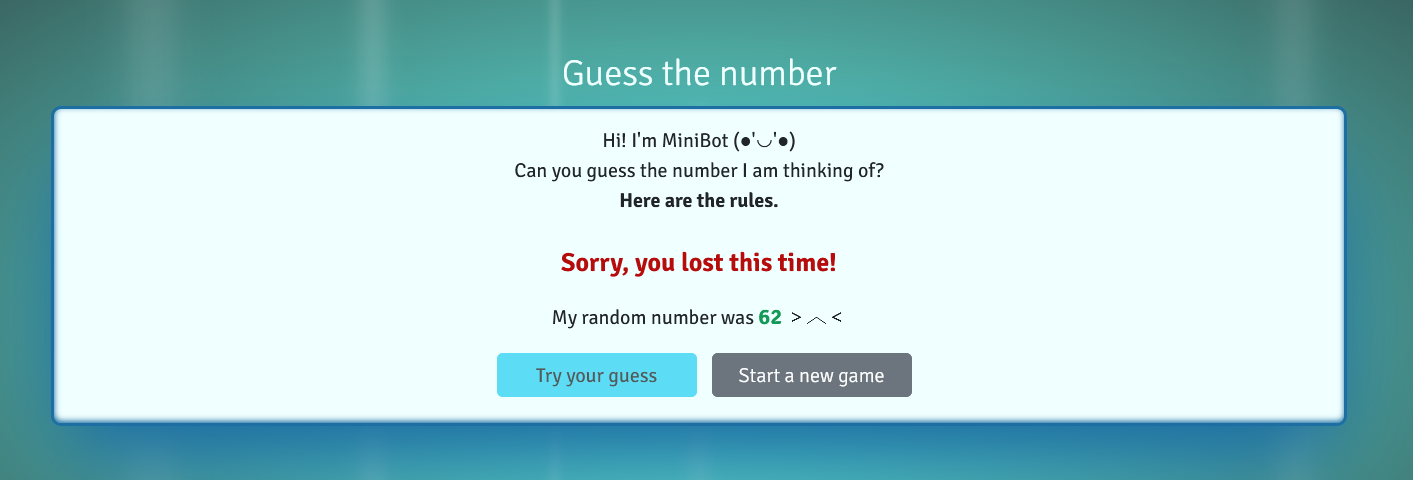 Guess the number
Hi! I'm MiniBot (●'◡'●)
Can you guess the number I am thinking of?
Here are the rules.
Sorry, you lost this time!
My random number was 62 >︿<
Try your guess
Start a new game